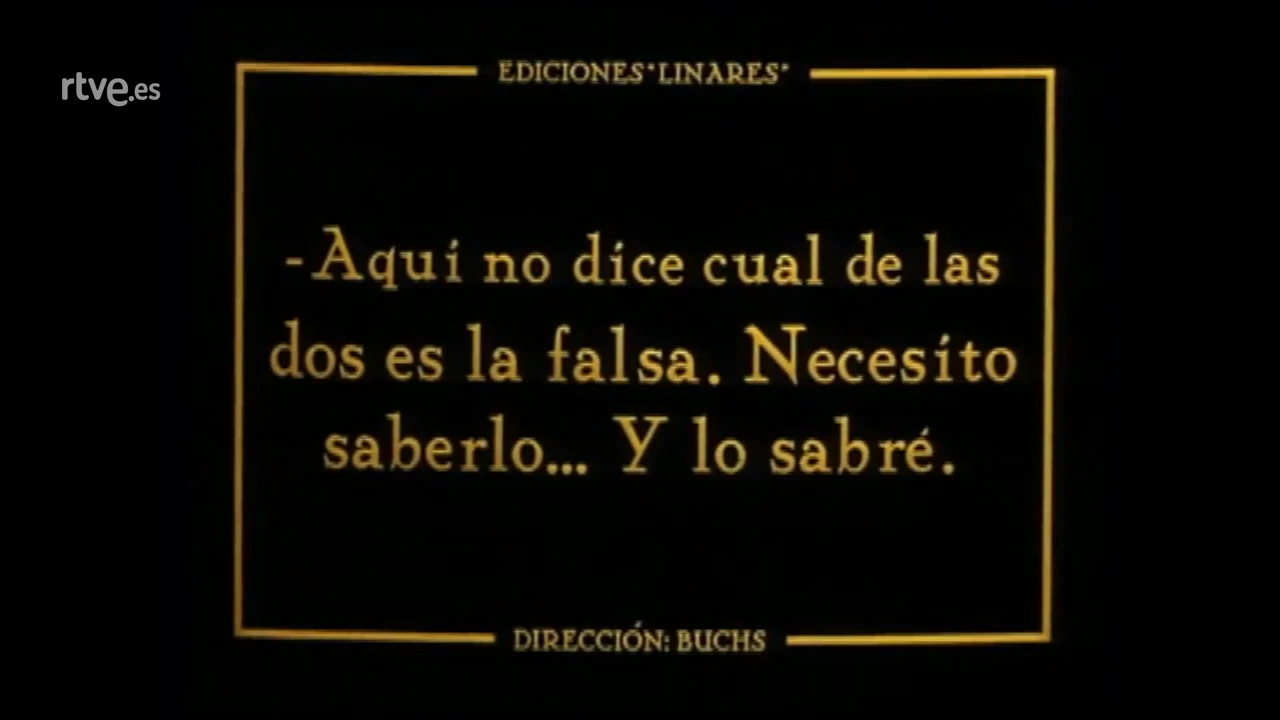 rtve.es
EDICIONES "LINARES"
-Aquí no dice cual de las
dos es la falsa. Necesito
saberlo... Y lo sabré.
DIRECCIÓN: BUCHS